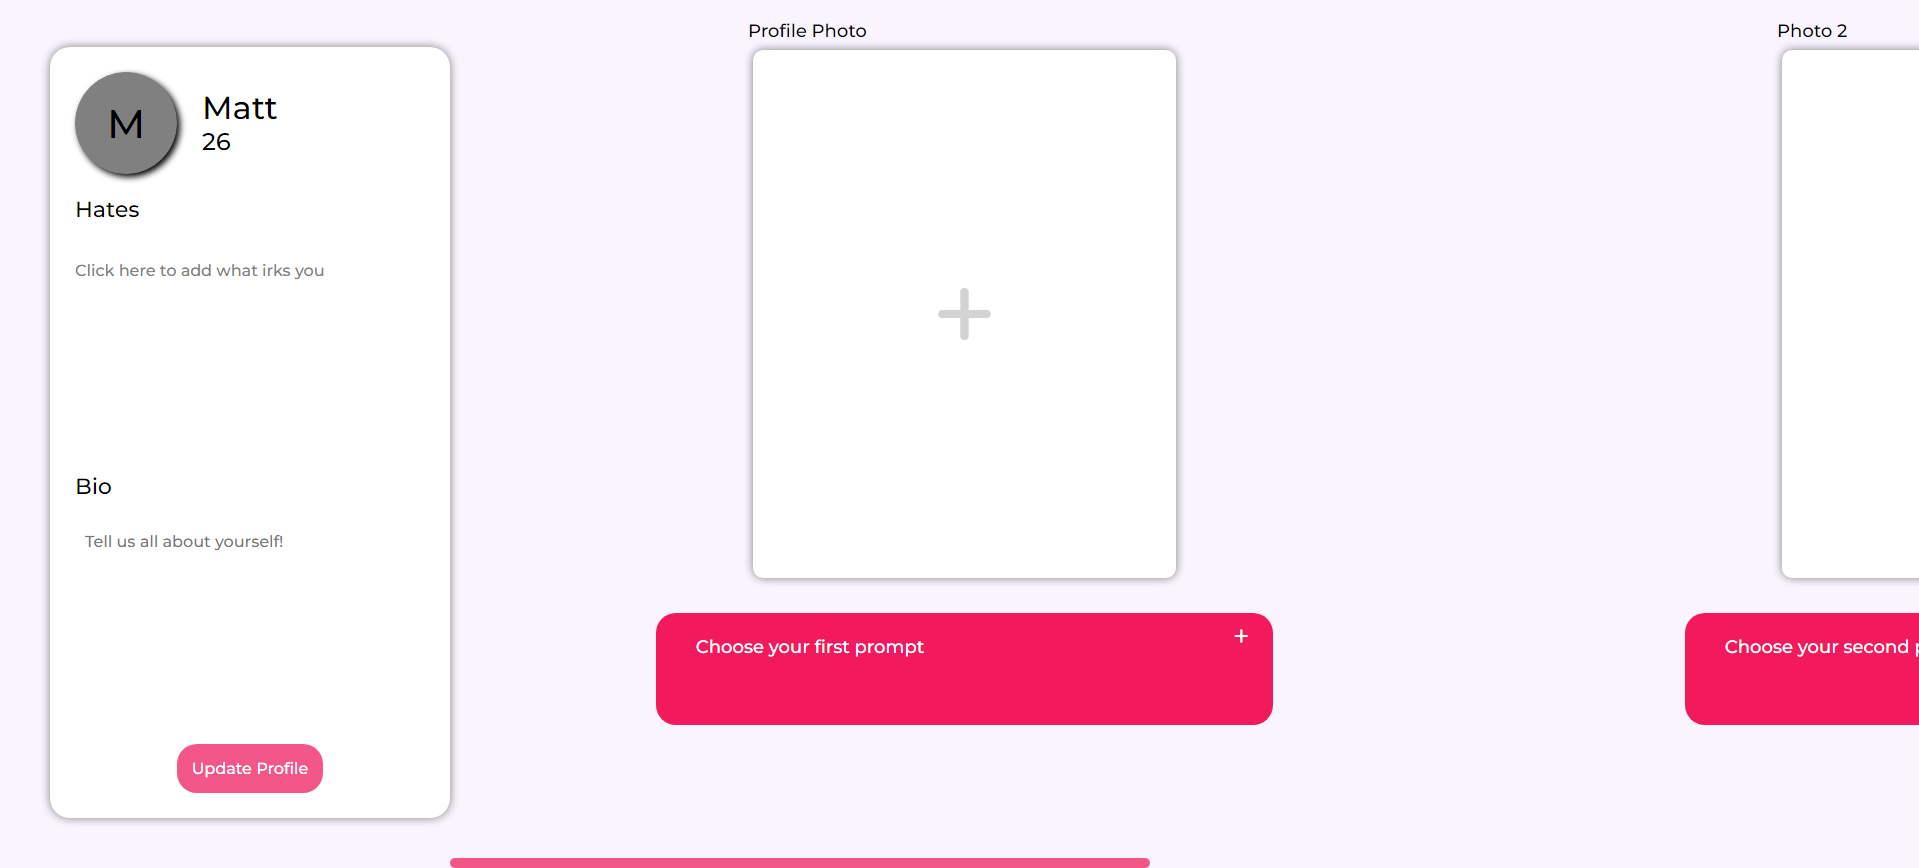 M
Matt
26
Hates
Click here to add what irks you
Bio
Tell us all about yourself!
Update Profile
Profile Photo
Choose your first prompt
+
Photo 2
Choose your second